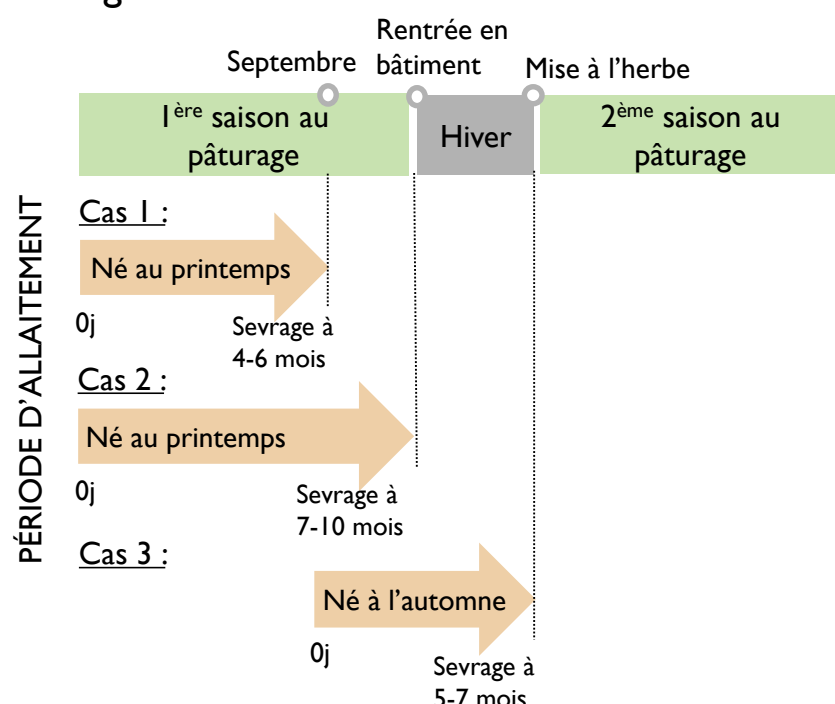 Rentrée en
bâtiment
Septembre
Mise à l'herbe
1ère saison au
pâturage
Hiver
2ème saison au
pâturage
PÉRIODE D'ALLAITEMENT
Cas 1 :
Né au printemps
0j
Sevrage à
4-6 mois
Cas 2 :
Né au printemps
0j
Sevrage à
7-10 mois
Cas 3 :
Né à l'automne
0j
Sevrage à
5-7 mois